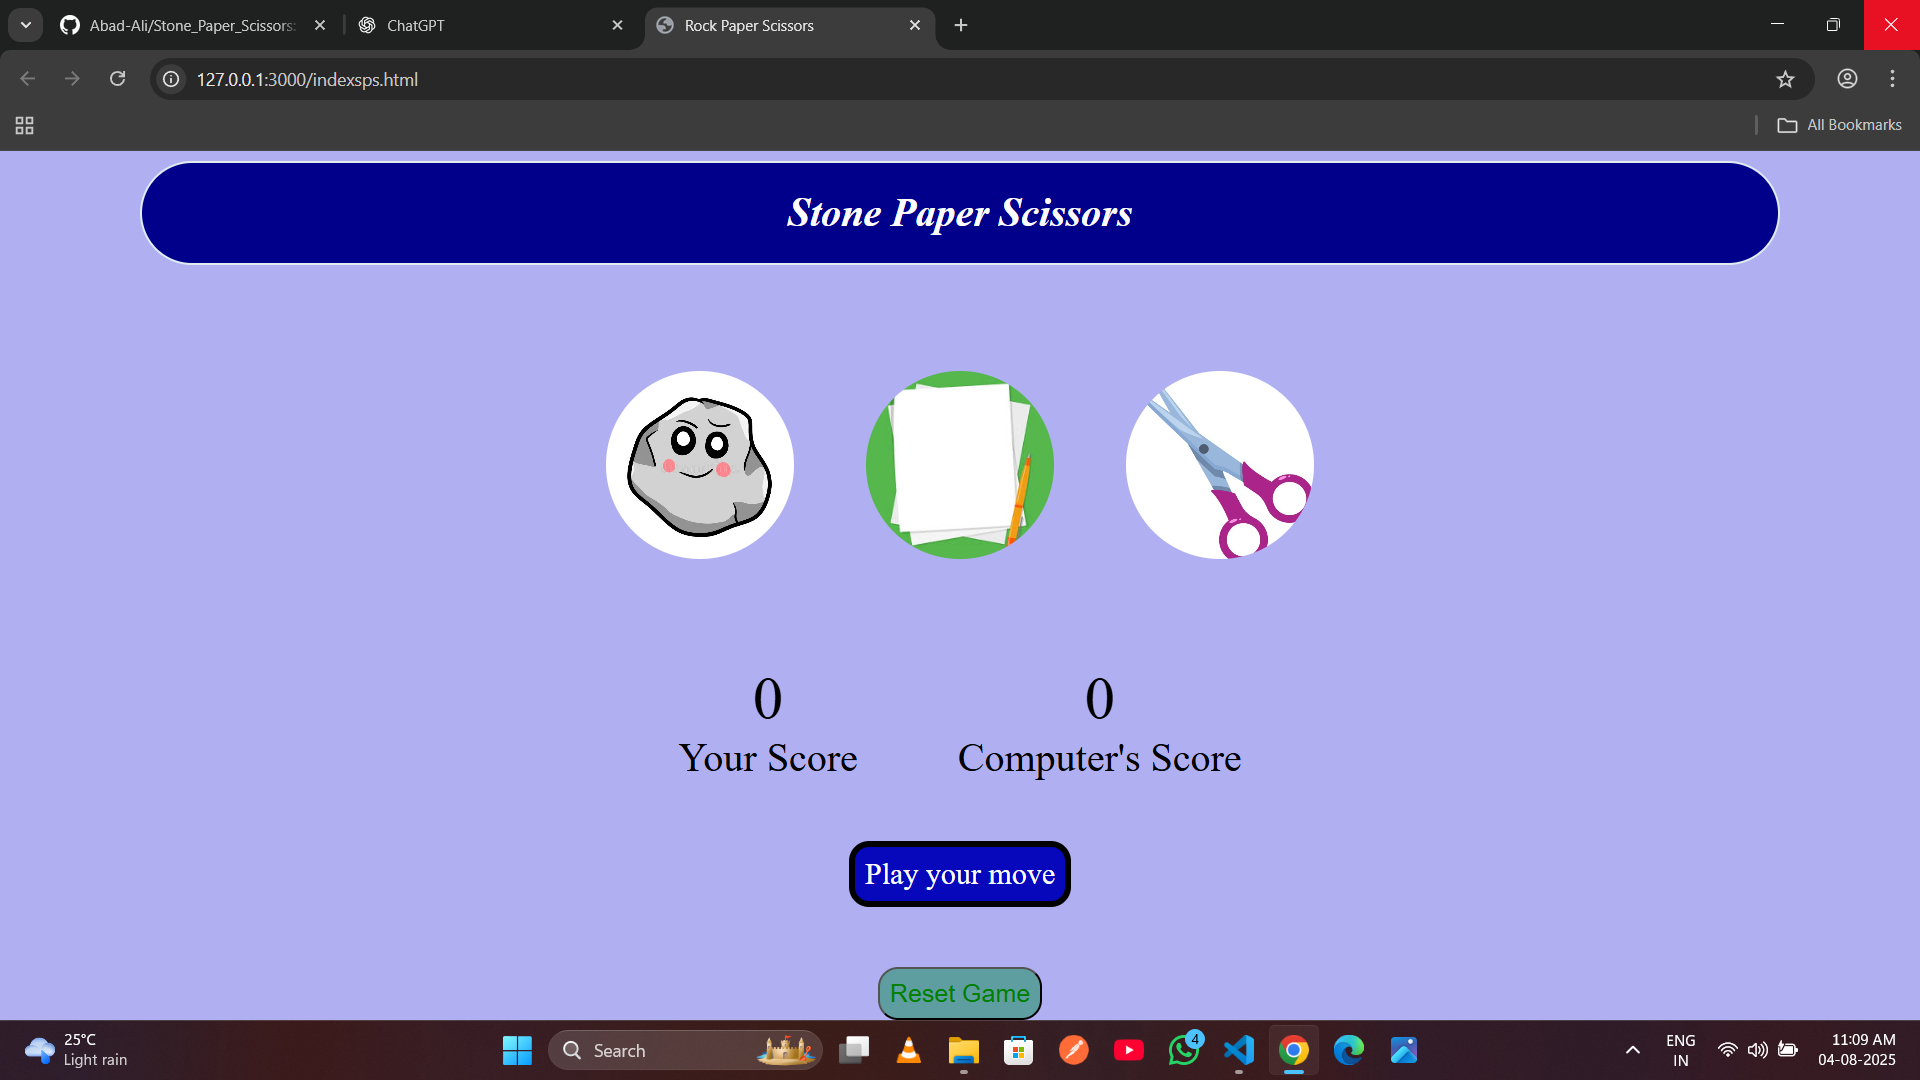 Abad-Ali/Stone_Paper_Scissors:
ChatGPT
Rock Paper Scissors
127.0.0.1:3000/indexsps.html
All Bookmarks
Stone Paper Scissors
0
Your Score
0
Computer's Score
Play your move
Reset Game
25°C
Light rain
Search
4
ENG
IN
11:09 AM
04-08-2025